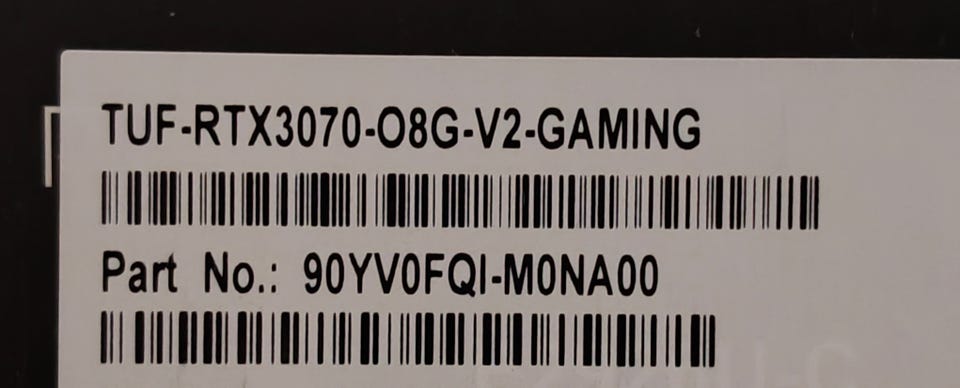 TUF-RTX3070-O8G-V2-GAMING
Part No.: 90YV0FQI-M0NA00